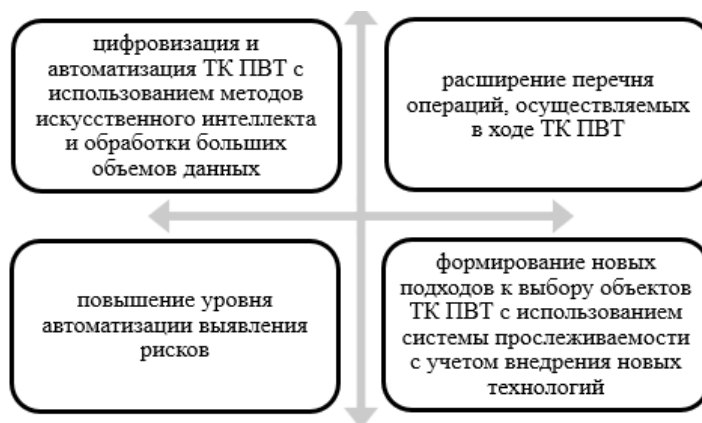 цифровизация и
автоматизация ТК ПВТ с
использованием методов
искусственного интеллекта
и обработки больших
объемов данных
расширение перечня
операций, осуществляемых
в ходе ТК ПВТ
повышение уровня
автоматизации выявления
рисков
формирование новых
подходов к выбору объектов
ТК ПВТ с использованием
системы прослеживаемости
с учетом внедрения новых
технологий